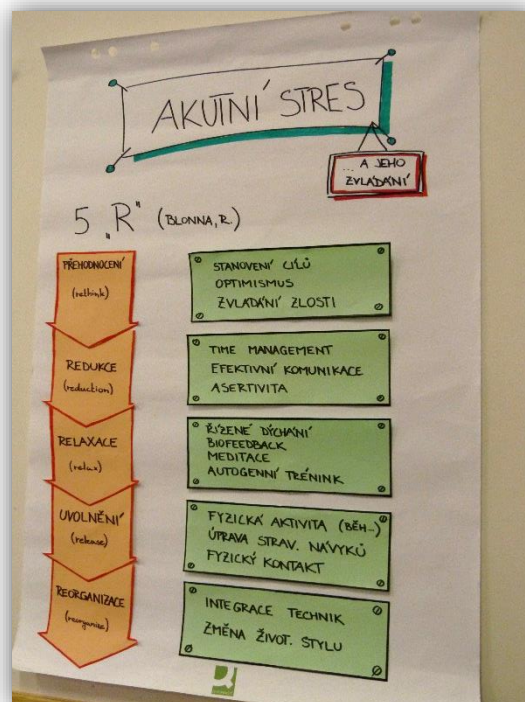 AKUTNÍ STRES
... A JEHO
ZVLÁDÁNÍ
5 „R" (BLONNA, R.)
PŘEHODNOCENÍ
(rethink)
STANOVENÍ CÍLŮ
OPTIMISMUS
ZVLÁDÁNÍ ZLOSTI
REDUKCE
(reduction)
TIME MANAGEMENT
EFEKTIVNÍ KOMUNIKACE
ASERTIVITA
RELAXACE
(relax)
ŘÍZENÉ DÝCHÁNÍ
BIOFEEDBACK
MEDITACE
AUTOGENNÍ TRÉNINK
UVOLNĚNÍ
(release)
FYZICKÁ AKTIVITA (BĚH...)
ÚPRAVA STRAV. NÁVYKŮ
FYZICKÝ KONTAKT
REORGANIZACE
(reorganise)
INTEGRACE TECHNIK
ZMĚNA ŽIVOT. STYLU